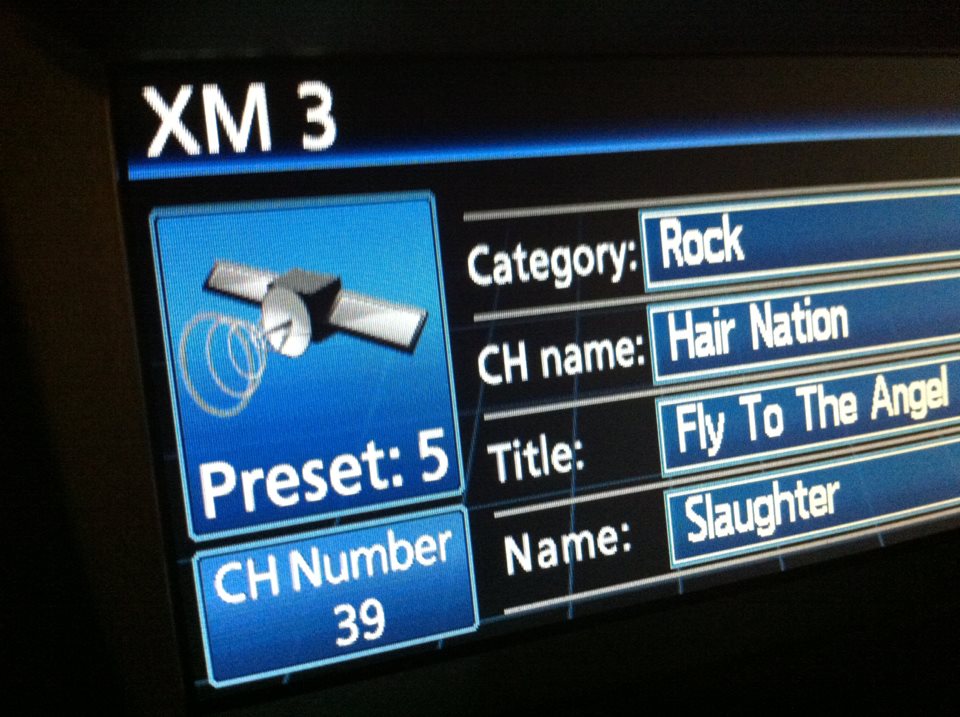 XM 3
Category: Rock
CH name: Hair Nation
Title: Fly To The Angel
Name: Slaughter
Preset: 5
CH Number
39